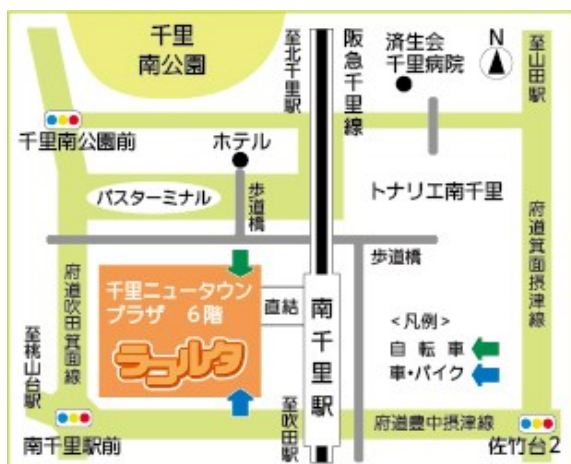 千里
南公園
至北千里駅
阪急千里線
済生会
千里病院
N
至山田駅
千里南公園前
ホテル
バスターミナル
歩道橋
トナリエ南千里
歩道橋
府道箕面摂津線
府道吹田箕面線
千里ニュータウン
プラザ 6階
ラコルタ
直結
南千里駅
<凡例>
自転車
車・バイク
至桃山台駅
至吹田駅
南千里駅前
府道豊中摂津線
佐竹台2